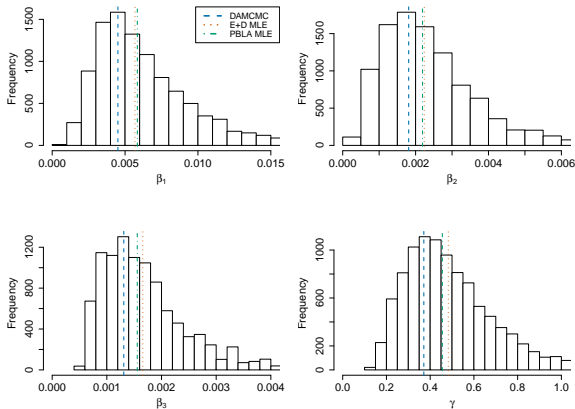 DAMCMC
E+D MLE
PBLA MLE
Frequency
0 500 1000 1500
0.000 0.005 0.010 0.015
β1
Frequency
0 500 1000 1500
0.000 0.002 0.004 0.006
β2
Frequency
0 400 800 1200
0.000 0.001 0.002 0.003 0.004
β3
Frequency
0 400 1000
0.0 0.2 0.4 0.6 0.8 1.0
γ